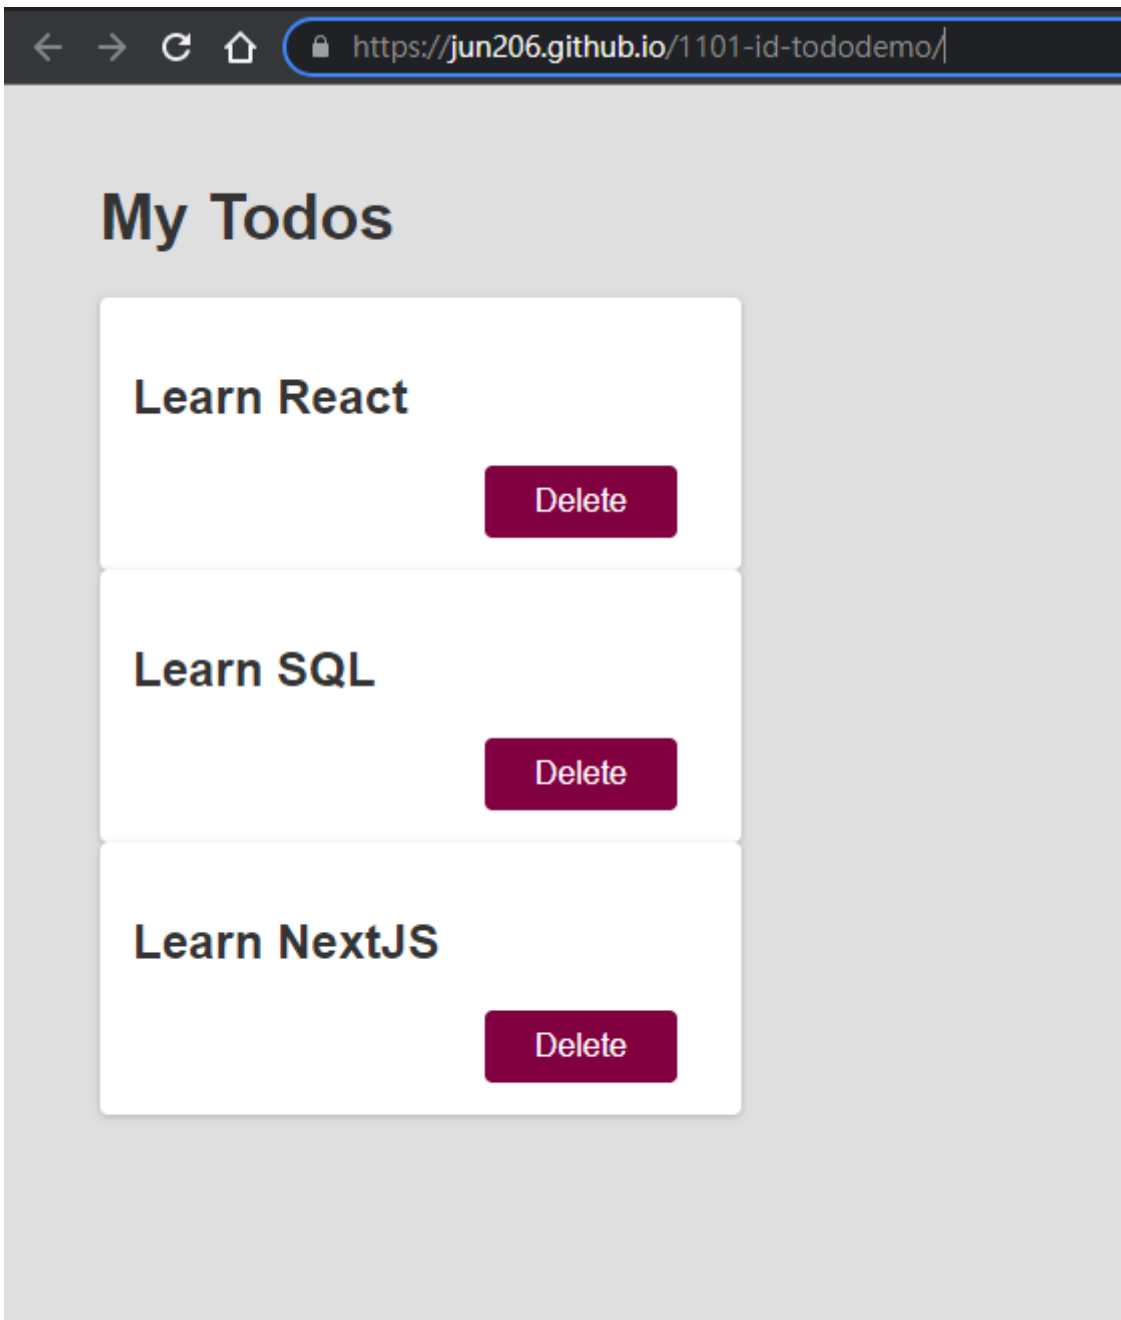 https://jun206.github.io/1101-id-tododemo/
My Todos
Learn React
Delete
Learn SQL
Delete
Learn NextJS
Delete